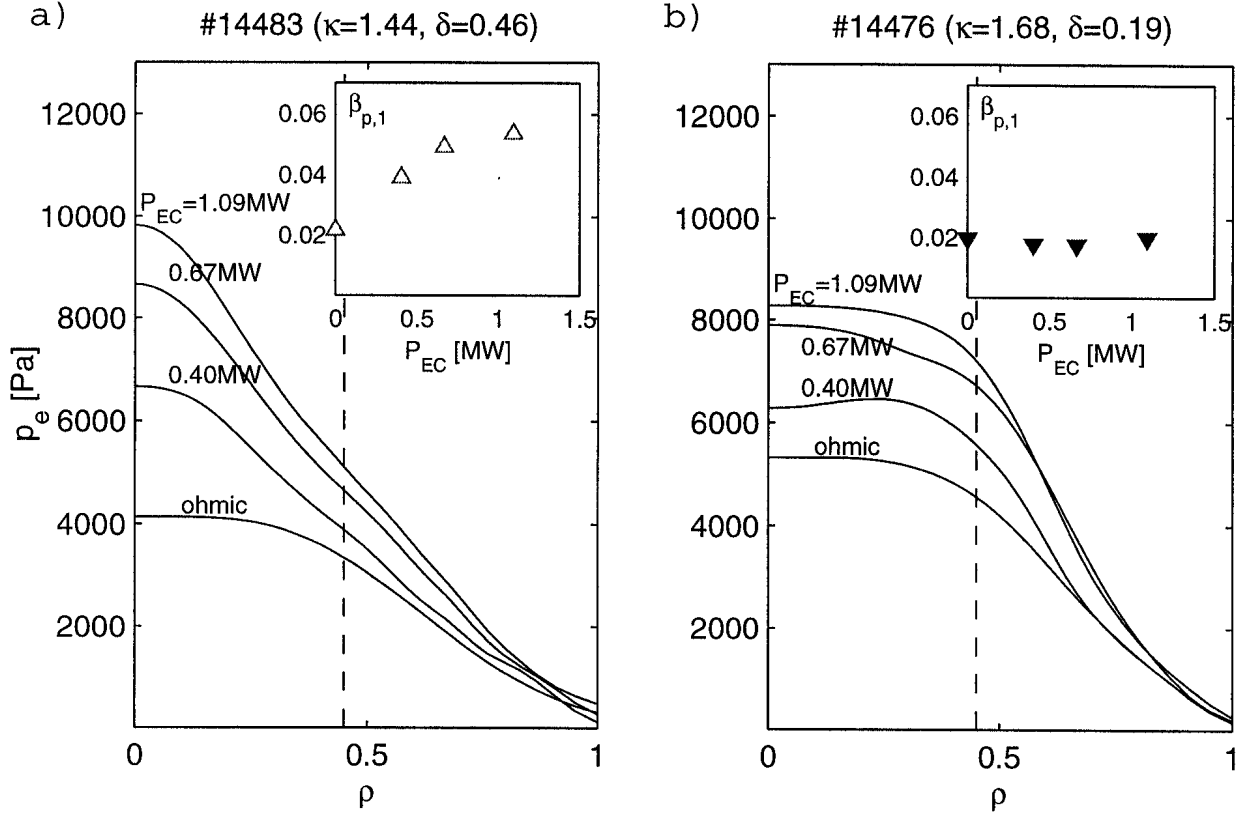 a)
#14483 (κ=1.44, δ=0.46)
12000
10000
8000
6000
4000
2000
p_e [Pa]
P_EC=1.09MW
0.67MW
0.40MW
ohmic
β_p,1
0.06
0.04
0.02
0 0.5 1 1.5
P_EC [MW]
0 0.5 1
ρ
b)
#14476 (κ=1.68, δ=0.19)
12000
10000
8000
6000
4000
2000
P_EC=1.09MW
0.67MW
0.40MW
ohmic
β_p,1
0.06
0.04
0.02
0 0.5 1 1.5
P_EC [MW]
0 0.5 1
ρ